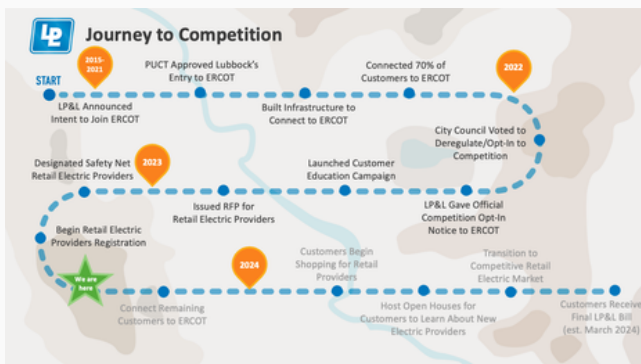 LP&L
Journey to Competition
2015-
2021
PUCT Approved Lubbock's
Entry to ERCOT
Connected 70% of
Customers to ERCOT
2022
START
LP&L Announced
Intent to Join ERCOT
Built Infrastructure to
Connect to ERCOT
City Council Voted to
Deregulate/Opt-In to
Competition
Designated Safety Net
Retail Electric Providers
2023
Launched Customer
Education Campaign
Issued RFP for
Retail Electric Providers
LP&L Gave Official
Competition Opt-In
Notice to ERCOT
Begin Retail Electric
Providers Registration
We are
here
Connect Remaining
Customers to ERCOT
2024
Customers Begin
Shopping for Retail
Providers
Host Open Houses for
Customers to Learn About New
Electric Providers
Transition to
Competitive Retail
Electric Market
Customers Receive
Final LP&L Bill
(est. March 2024)